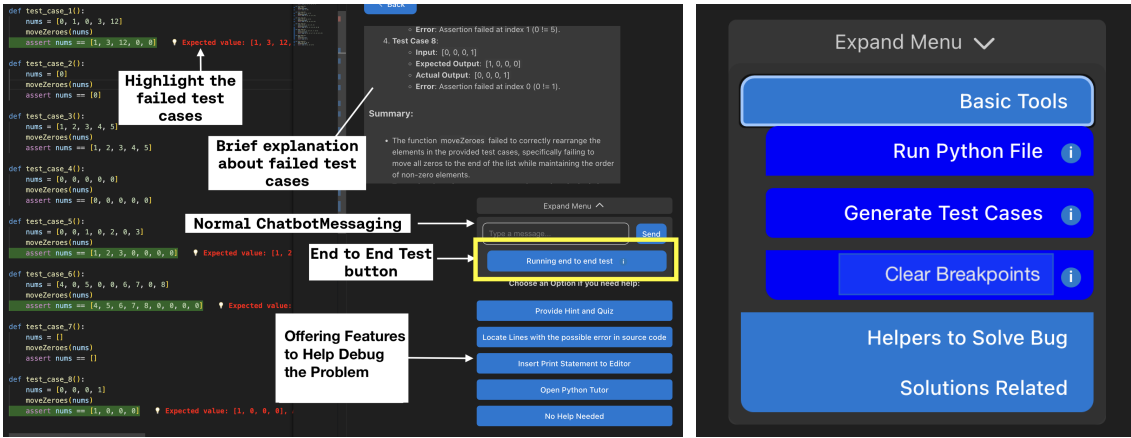 def test_case_1():
nums = [0, 1, 0, 3, 12]
moveZeroes(nums)
assert nums == [1, 3, 12, 0, 0]
Expected value: [1, 3, 12,
def test_case_2():
nums = [0]
moveZeroes(nums)
assert nums == [0]
def test_case_3():
nums = [1, 2, 3, 4, 5]
moveZeroes(nums)
assert nums == [1, 2, 3, 4, 5]
def test_case_4():
nums = [0, 0, 0, 0, 0]
moveZeroes(nums)
assert nums == [0, 0, 0, 0, 0]
def test_case_5():
nums = [0, 0, 1, 0, 2, 0, 3]
moveZeroes(nums)
assert nums == [1, 2, 3, 0, 0, 0, 0]
Expected value: [1, 2
def test_case_6():
nums = [4, 0, 5, 0, 0, 6, 7, 0, 8]
moveZeroes(nums)
assert nums == [4, 5, 6, 7, 8, 0, 0, 0, 0]
Expected value:
def test_case_7():
nums = []
moveZeroes(nums)
assert nums == []
def test_case_8():
nums = [0, 0, 0, 1]
moveZeroes(nums)
assert nums == [1, 0, 0, 0]
Expected value: [1, 0, 0, 0],
Highlight the
failed test
cases
Brief explanation
about failed test
cases
Normal ChatbotMessaging
End to End Test
button
Offering Features
to Help Debug
the Problem
< Back
Error: Assertion failed at index 1 (0 != 5).
4. Test Case 8:
Input: [0, 0, 0, 1]
Expected Output: [1, 0, 0, 0]
Actual Output: [0, 0, 0, 1]
Error: Assertion failed at index 0 (0 != 1).
Summary:
The function moveZeroes failed to correctly rearrange the
elements in the provided test cases, specifically failing to
move all zeros to the end of the list while maintaining the order
of non-zero elements.
Expand Menu
Type a message...
Send
Running end to end test i
Choose an Option if you need help:
Provide Hint and Quiz
Locate Lines with the possible error in source code
Insert Print Statement to Editor
Open Python Tutor
No Help Needed
Expand Menu
Basic Tools
Run Python File i
Generate Test Cases i
Clear Breakpoints i
Helpers to Solve Bug
Solutions Related